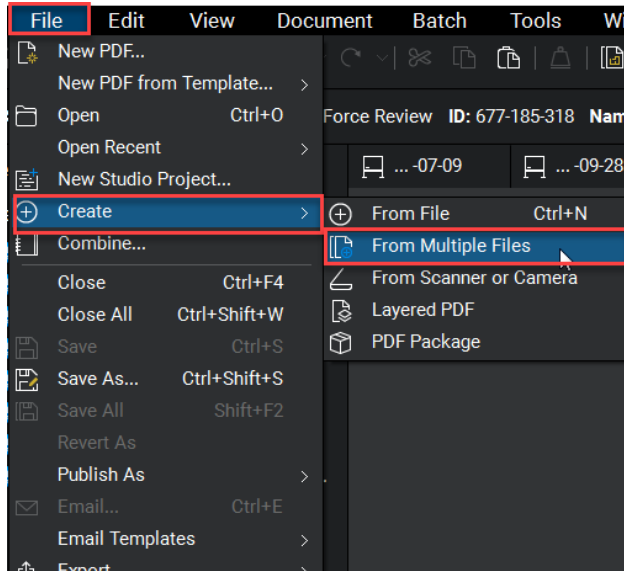 File Edit View Document Batch Tools
New PDF...
New PDF from Template...
Open Ctrl+O
Force Review ID: 677-185-318
Open Recent
... -07-09 ... -09-28
New Studio Project...
Create
From File Ctrl+N
Combine...
From Multiple Files
Close Ctrl+F4
From Scanner or Camera
Close All Ctrl+Shift+W
Layered PDF
Save Ctrl+S
PDF Package
Save As... Ctrl+Shift+S
Save All Shift+F2
Revert As
Publish As
Email... Ctrl+E
Email Templates
Export